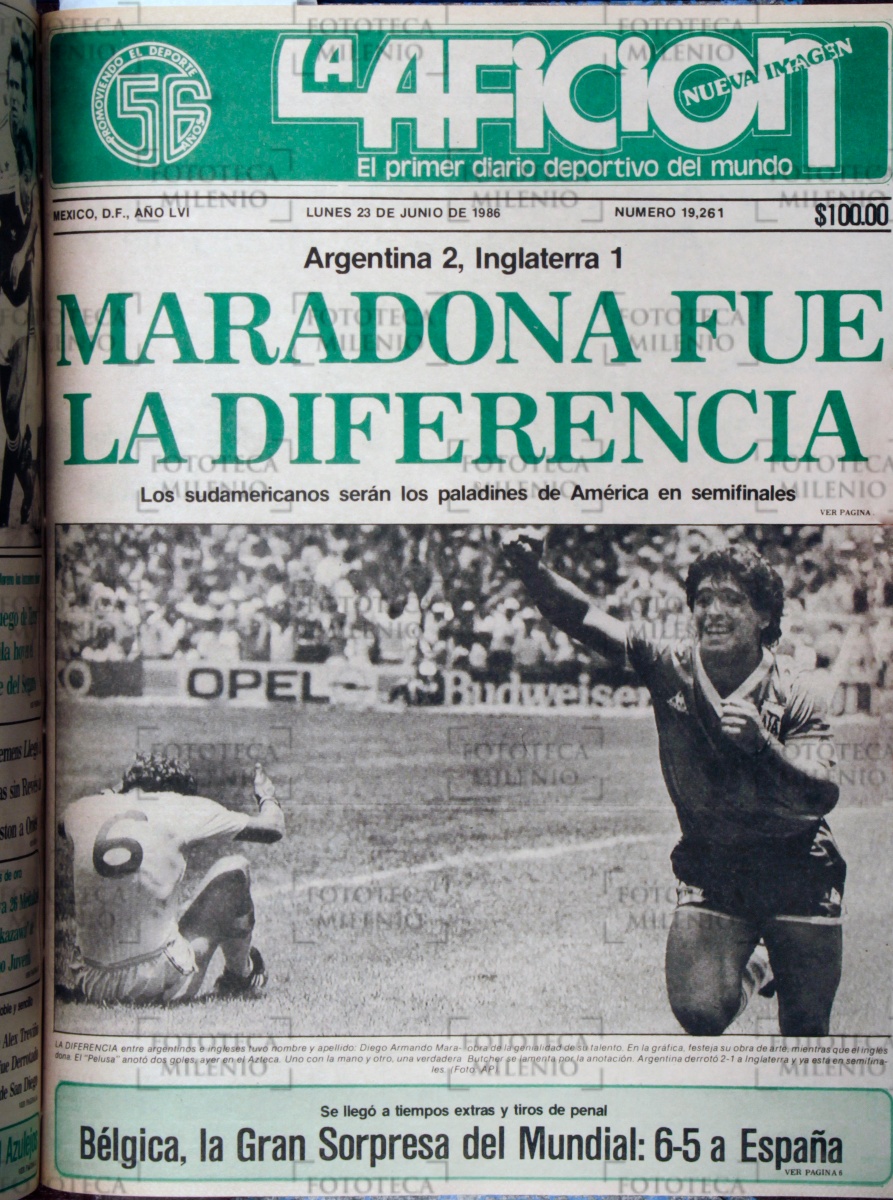 PROMOVIENDO EL DEPORTE
56
AÑOS
LA AFICION
NUEVA IMAGEN
El primer diario deportivo del mundo
MEXICO, D.F., AÑO LVI LUNES 23 DE JUNIO DE 1986 NUMERO 19,261 $100.00
Argentina 2, Inglaterra 1
MARADONA FUE
LA DIFERENCIA
Los sudamericanos serán los paladines de América en semifinales
VER PAGINA
OPEL
Budweiser
6
LA DIFERENCIA entre argentinos e ingleses tuvo nombre y apellido: Diego Armando Mara-
dona. El "Pelusa" anotó dos goles, ayer en el Azteca. Uno con la mano y otro, una verdadera
obra de la genialidad de su talento. En la gráfica, festeja su obra de arte, mientras que el inglés
Butcher se lamenta por la anotación. Argentina derrotó 2-1 a Inglaterra y ya está en semifina-
les. (Foto AP).
Se llegó a tiempos extras y tiros de penal
Bélgica, la Gran Sorpresa del Mundial: 6-5 a España
VER PAGINA 6
Alex Treviño
de San Diego
Azulejos
FOTOTECA
MILENIO